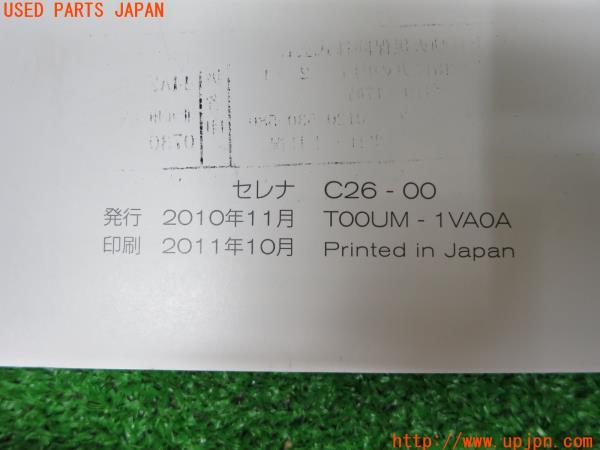 USED PARTS JAPAN
セレナ C26 - 00
発行 2010年11月 T00UM - 1VA0A
印刷 2011年10月 Printed in Japan
http://www.upjpn.com/